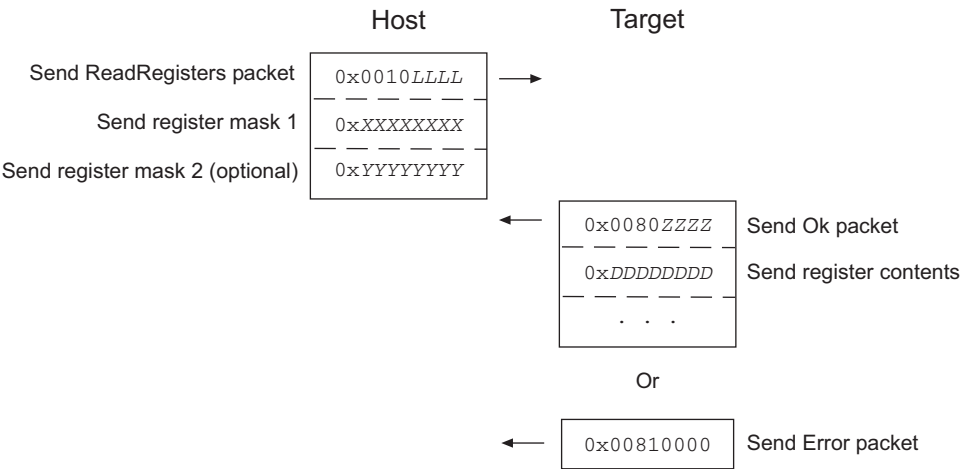 Host
Target
Send ReadRegisters packet
0x0010LLLL
Send register mask 1
0xXXXXXXXX
Send register mask 2 (optional)
0xYYYYYYYY
0x0080ZZZZ
Send Ok packet
0xDDDDDDDD
Send register contents
. . .
Or
0x00810000
Send Error packet